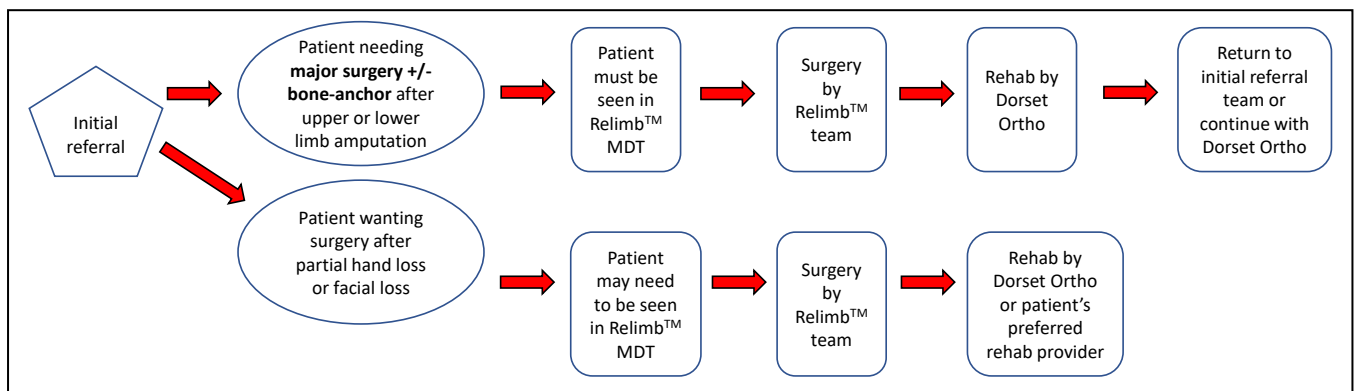 Initial
referral
Patient needing
major surgery +/-
bone-anchor after
upper or lower
limb amputation
Patient
must be
seen in
Relimb™
MDT
Surgery
by
Relimb™
team
Rehab by
Dorset
Ortho
Return to
initial referral
team or
continue with
Dorset Ortho
Patient wanting
surgery after
partial hand loss
or facial loss
Patient
may need
to be seen
in Relimb™
MDT
Surgery
by
Relimb™
team
Rehab by
Dorset Ortho
or patient's
preferred
rehab provider